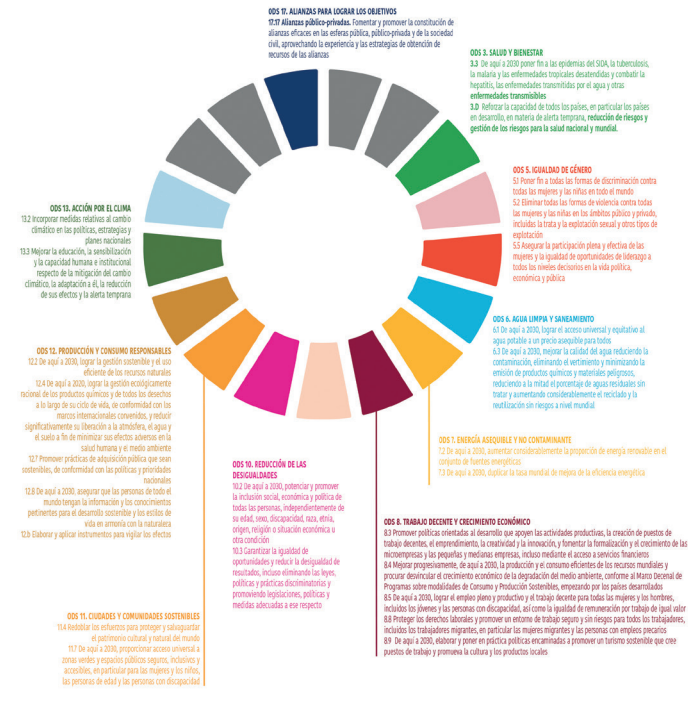 ODS 17. ALIANZAS PARA LOGRAR LOS OBJETIVOS
17.17 Alianzas público-privadas. Fomentar y promover la constitución de
alianzas eficaces en las esferas pública, público-privada y de la sociedad
civil, aprovechando la experiencia y las estrategias de obtención de
recursos de las alianzas
ODS 3. SALUD Y BIENESTAR
3.3 De aquí a 2030 poner fin a las epidemias del SIDA, la tuberculosis,
la malaria y las enfermedades tropicales desatendidas y combatir la
hepatitis, las enfermedades transmitidas por el agua y otras
enfermedades transmisibles
3.D Reforzar la capacidad de todos los países, en particular los países
en desarrollo, en materia de alerta temprana, reducción de riesgos y
gestión de los riesgos para la salud nacional y mundial.
ODS 5. IGUALDAD DE GÉNERO
5.1 Poner fin a todas las formas de discriminación contra
todas las mujeres y las niñas en todo el mundo
5.2 Eliminar todas las formas de violencia contra todas
las mujeres y las niñas en los ámbitos público y privado,
incluidas la trata y la explotación sexual y otros tipos de
explotación
5.5 Asegurar la participación plena y efectiva de las
mujeres y la igualdad de oportunidades de liderazgo a
todos los niveles decisorios en la vida política,
económica y pública
ODS 6. AGUA LIMPIA Y SANEAMIENTO
6.1 De aquí a 2030, lograr el acceso universal y equitativo al
agua potable a un precio asequible para todos
6.3 De aquí a 2030, mejorar la calidad del agua reduciendo la
contaminación, eliminando el vertimiento y minimizando la
emisión de productos químicos y materiales peligrosos,
reduciendo a la mitad el porcentaje de aguas residuales sin
tratar y aumentando considerablemente el reciclado y la
reutilización sin riesgos a nivel mundial
ODS 7. ENERGÍA ASEQUIBLE Y NO CONTAMINANTE
7.2 De aquí a 2030, aumentar considerablemente la proporción de energía renovable en el
conjunto de fuentes energéticas
7.3 De aquí a 2030, duplicar la tasa mundial de mejora de la eficiencia energética
ODS 8. TRABAJO DECENTE Y CRECIMIENTO ECONÓMICO
8.3 Promover políticas orientadas al desarrollo que apoyen las actividades productivas, la creación de puestos de
trabajo decentes, el emprendimiento, la creatividad y la innovación, y fomentar la formalización y el crecimiento de las
microempresas y las pequeñas y medianas empresas, incluso mediante el acceso a servicios financieros
8.4 Mejorar progresivamente, de aquí a 2030, la producción y el consumo eficientes de los recursos mundiales y
procurar desvincular el crecimiento económico de la degradación del medio ambiente, conforme al Marco Decenal de
Programas sobre modalidades de Consumo y Producción Sostenibles, empezando por los países desarrollados
8.5 De aquí a 2030, lograr el empleo pleno y productivo y el trabajo decente para todas las mujeres y los hombres,
incluidos los jóvenes y las personas con discapacidad, así como la igualdad de remuneración por trabajo de igual valor
8.8 Proteger los derechos laborales y promover un entorno de trabajo seguro y sin riesgos para todos los trabajadores,
incluidos los trabajadores migrantes, en particular las mujeres migrantes y las personas con empleos precarios
8.9 De aquí a 2030, elaborar y poner en práctica políticas encaminadas a promover un turismo sostenible que cree
puestos de trabajo y promueva la cultura y los productos locales
ODS 10. REDUCCIÓN DE LAS
DESIGUALDADES
10.2 De aquí a 2030, potenciar y promover
la inclusión social, económica y política de
todas las personas, independientemente de
su edad, sexo, discapacidad, raza, etnia,
origen, religión o situación económica u
otra condición
10.3 Garantizar la igualdad de
oportunidades y reducir la desigualdad de
resultados, incluso eliminando las leyes,
políticas y prácticas discriminatorias y
promoviendo legislaciones, políticas y
medidas adecuadas a ese respecto
ODS 11. CIUDADES Y COMUNIDADES SOSTENIBLES
11.4 Redoblar los esfuerzos para proteger y salvaguardar
el patrimonio cultural y natural del mundo
11.7 De aquí a 2030, proporcionar acceso universal a
zonas verdes y espacios públicos seguros, inclusivos y
accesibles, en particular para las mujeres y los niños,
las personas de edad y las personas con discapacidad
ODS 12. PRODUCCIÓN Y CONSUMO RESPONSABLES
12.2 De aquí a 2030, lograr la gestión sostenible y el uso
eficiente de los recursos naturales
12.4 De aquí a 2020, lograr la gestión ecológicamente
racional de los productos químicos y de todos los desechos
a lo largo de su ciclo de vida, de conformidad con los
marcos internacionales convenidos, y reducir
significativamente su liberación a la atmósfera, el agua y
el suelo a fin de minimizar sus efectos adversos en la
salud humana y el medio ambiente
12.7 Promover prácticas de adquisición pública que sean
sostenibles, de conformidad con las políticas y prioridades
nacionales
12.8 De aquí a 2030, asegurar que las personas de todo el
mundo tengan la información y los conocimientos
pertinentes para el desarrollo sostenible y los estilos de
vida en armonía con la naturaleza
12.b Elaborar y aplicar instrumentos para vigilar los efectos
ODS 13. ACCIÓN POR EL CLIMA
13.2 Incorporar medidas relativas al cambio
climático en las políticas, estrategias y
planes nacionales
13.3 Mejorar la educación, la sensibilización
y la capacidad humana e institucional
respecto de la mitigación del cambio
climático, la adaptación a él, la reducción
de sus efectos y la alerta temprana